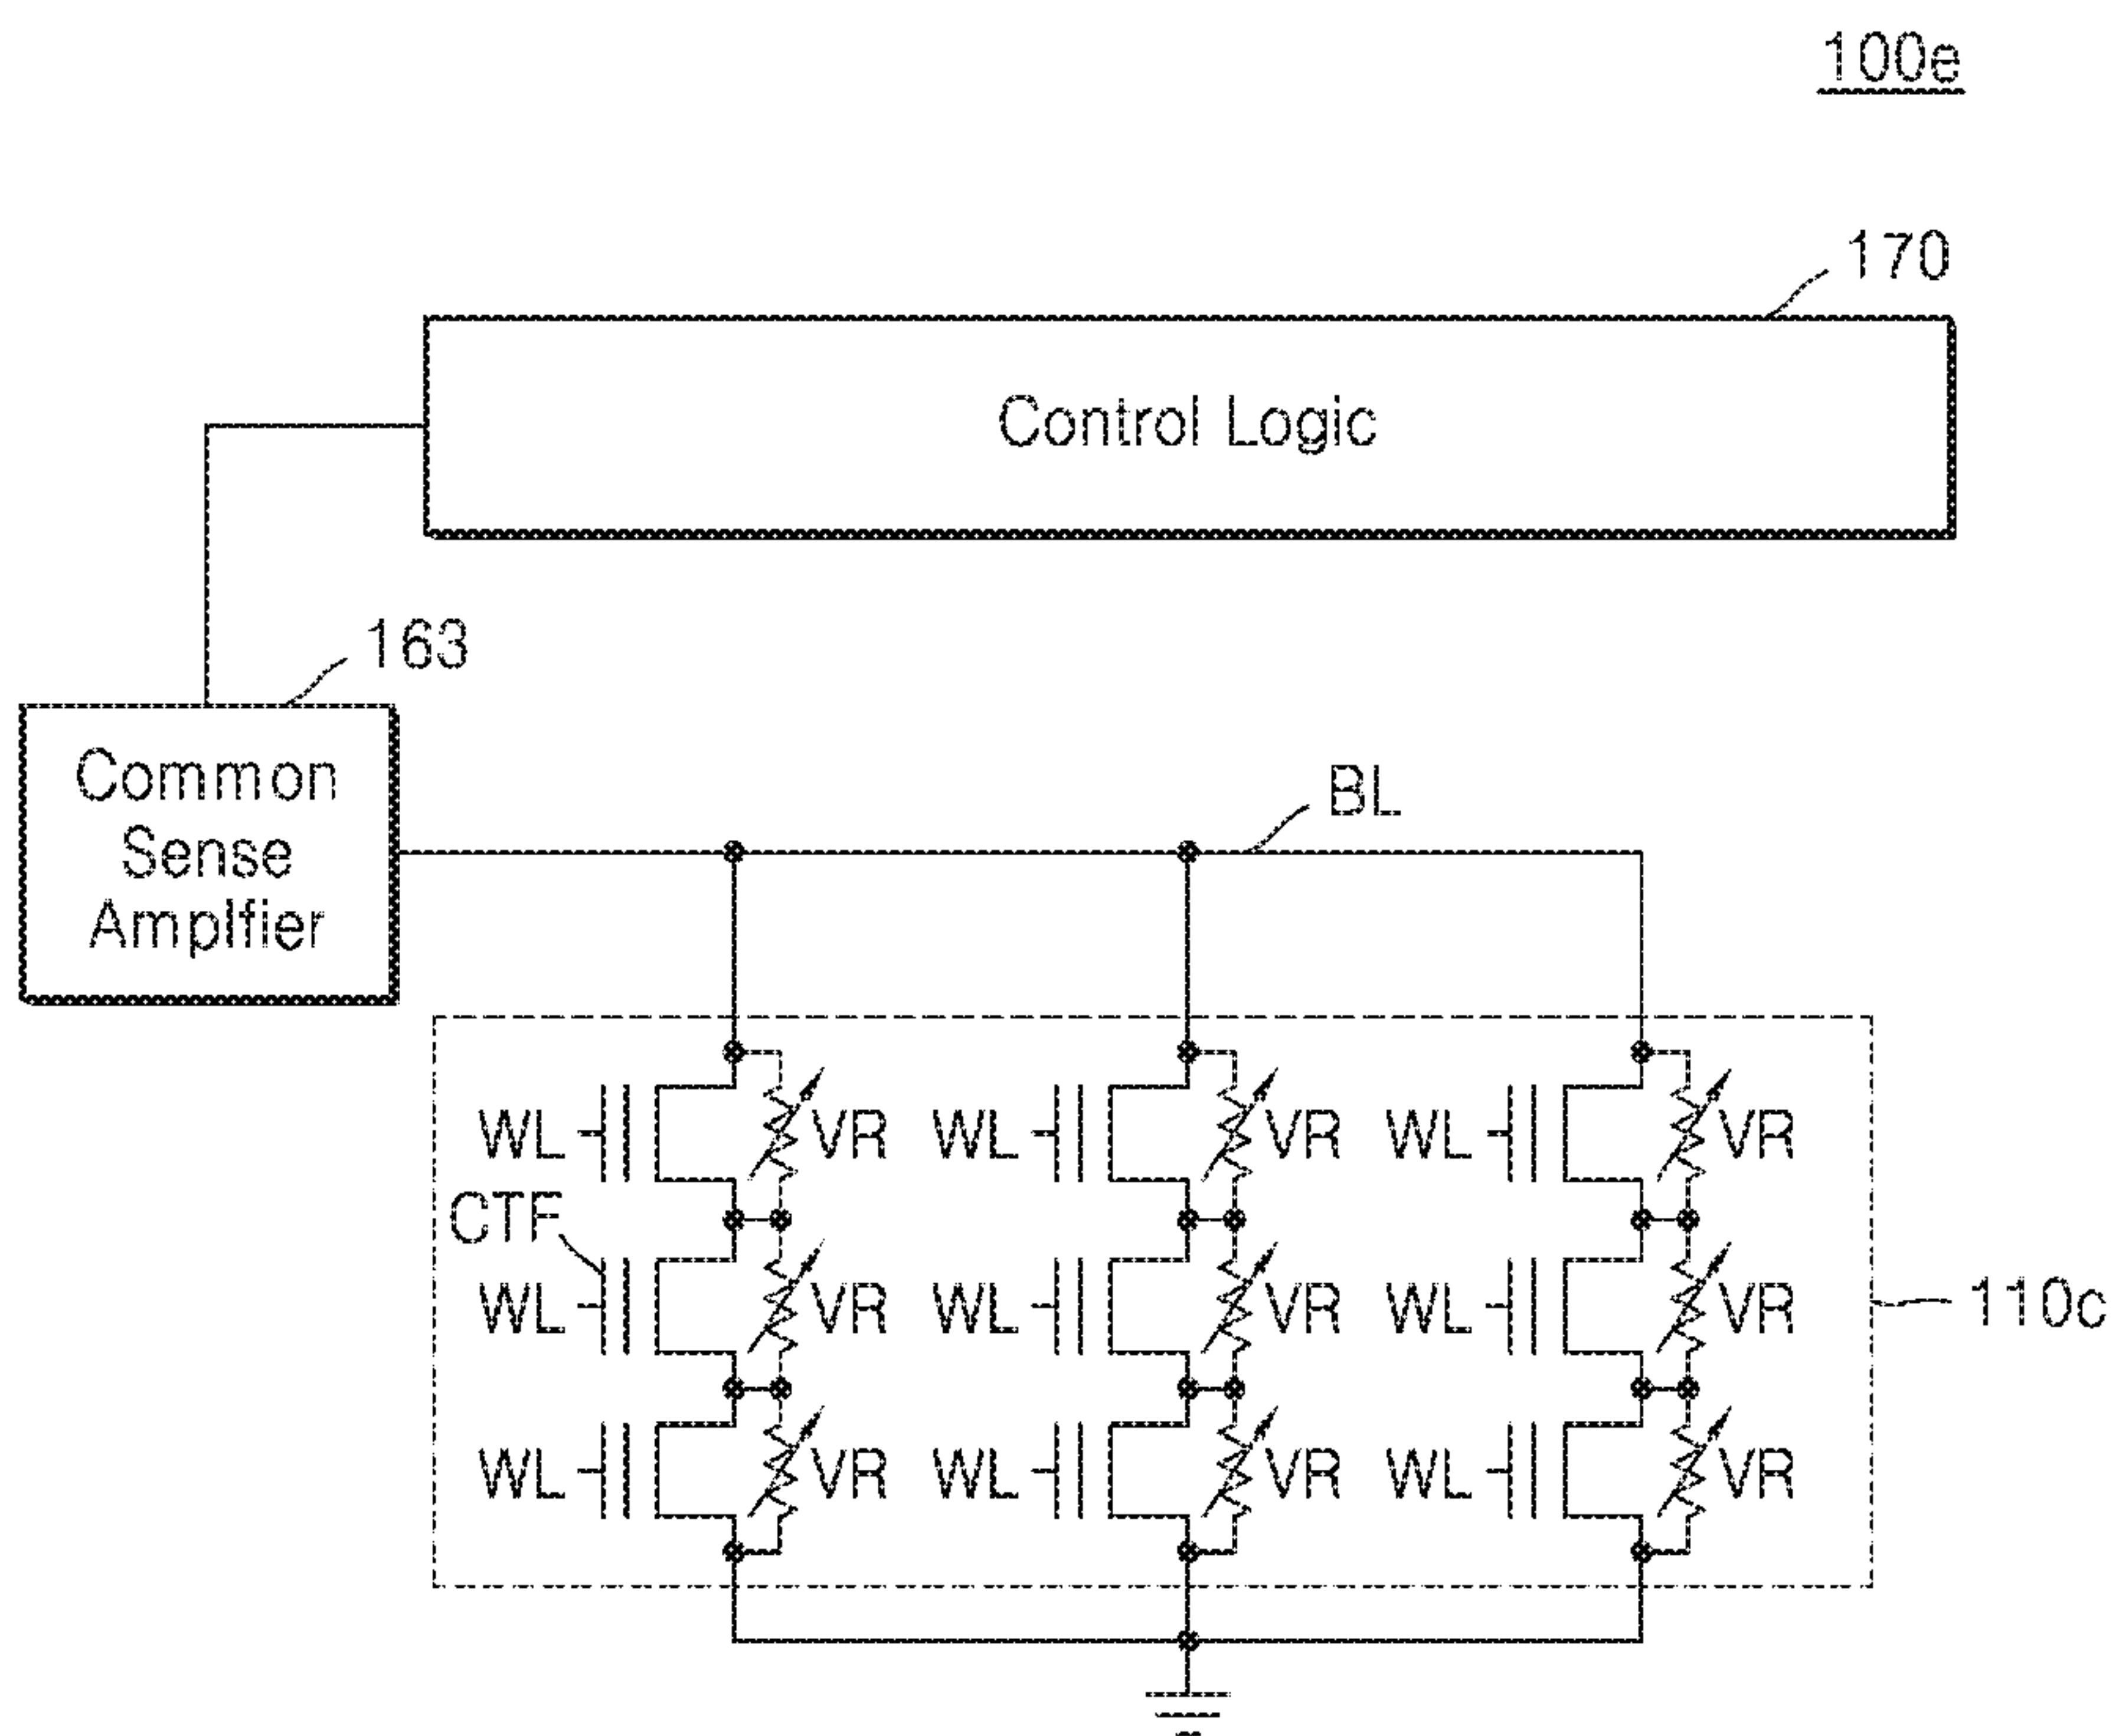 100e
170
Control Logic
163
Common
Sense
Amplfier
BL
WL VR WL VR WL VR
CTF
WL VR WL VR WL VR
110c
WL VR WL VR WL VR